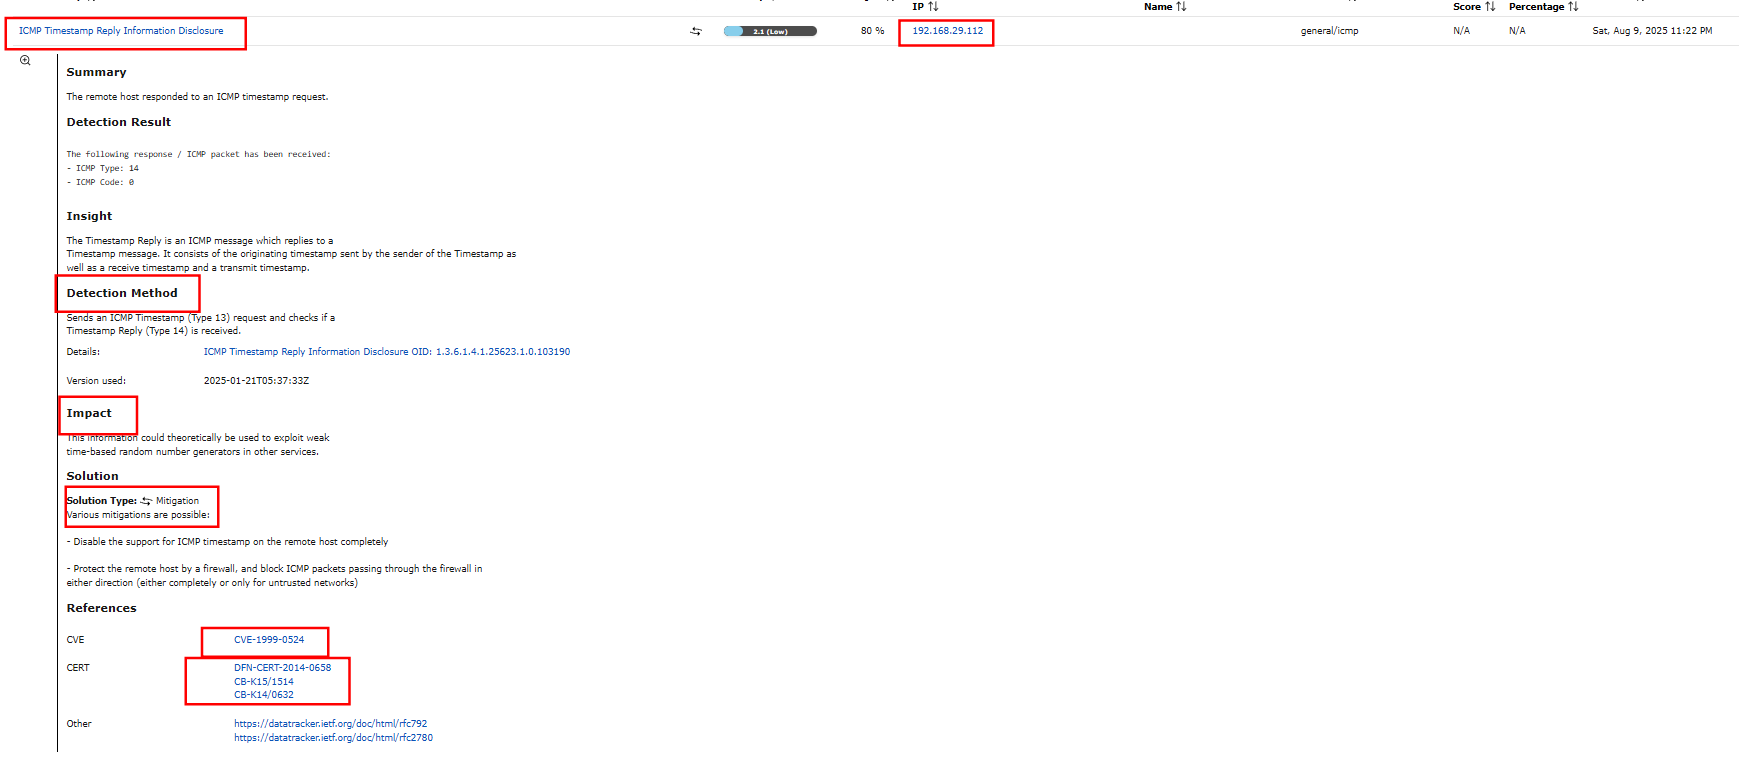 IP Name Score Percentage
ICMP Timestamp Reply Information Disclosure 2.1 (Low) 80 % 192.168.29.112 general/icmp N/A N/A Sat, Aug 9, 2025 11:22 PM
Summary
The remote host responded to an ICMP timestamp request.
Detection Result
The following response / ICMP packet has been received:
- ICMP Type: 14
- ICMP Code: 0
Insight
The Timestamp Reply is an ICMP message which replies to a
Timestamp message. It consists of the originating timestamp sent by the sender of the Timestamp as
well as a receive timestamp and a transmit timestamp.
Detection Method
Sends an ICMP Timestamp (Type 13) request and checks if a
Timestamp Reply (Type 14) is received.
Details: ICMP Timestamp Reply Information Disclosure OID: 1.3.6.1.4.1.25623.1.0.103190
Version used: 2025-01-21T05:37:33Z
Impact
This information could theoretically be used to exploit weak
time-based random number generators in other services.
Solution
Solution Type: Mitigation
Various mitigations are possible:
- Disable the support for ICMP timestamp on the remote host completely
- Protect the remote host by a firewall, and block ICMP packets passing through the firewall in
either direction (either completely or only for untrusted networks)
References
CVE CVE-1999-0524
CERT DFN-CERT-2014-0658
CB-K15/1514
CB-K14/0632
Other https://datatracker.ietf.org/doc/html/rfc792
https://datatracker.ietf.org/doc/html/rfc2780